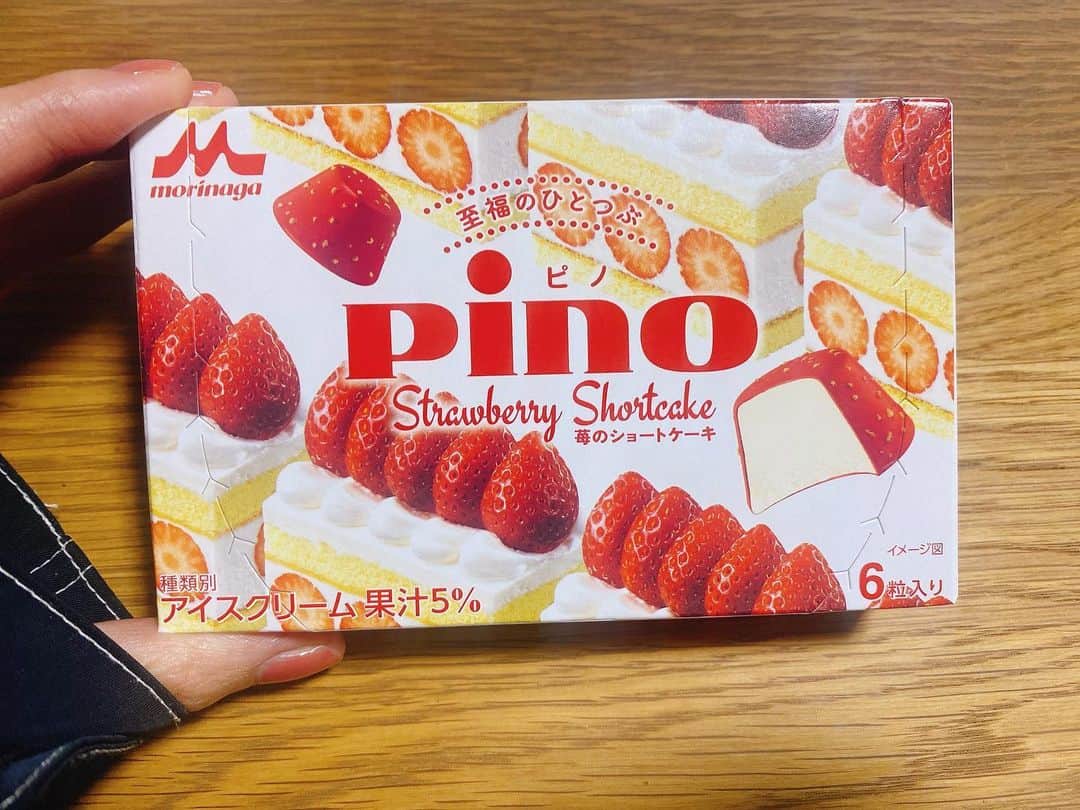 morinaga
至福のひとつぶ
ピノ
pino
Strawberry Shortcake
苺のショートケーキ
イメージ図
6粒入り
種類別
アイスクリーム 果汁5%